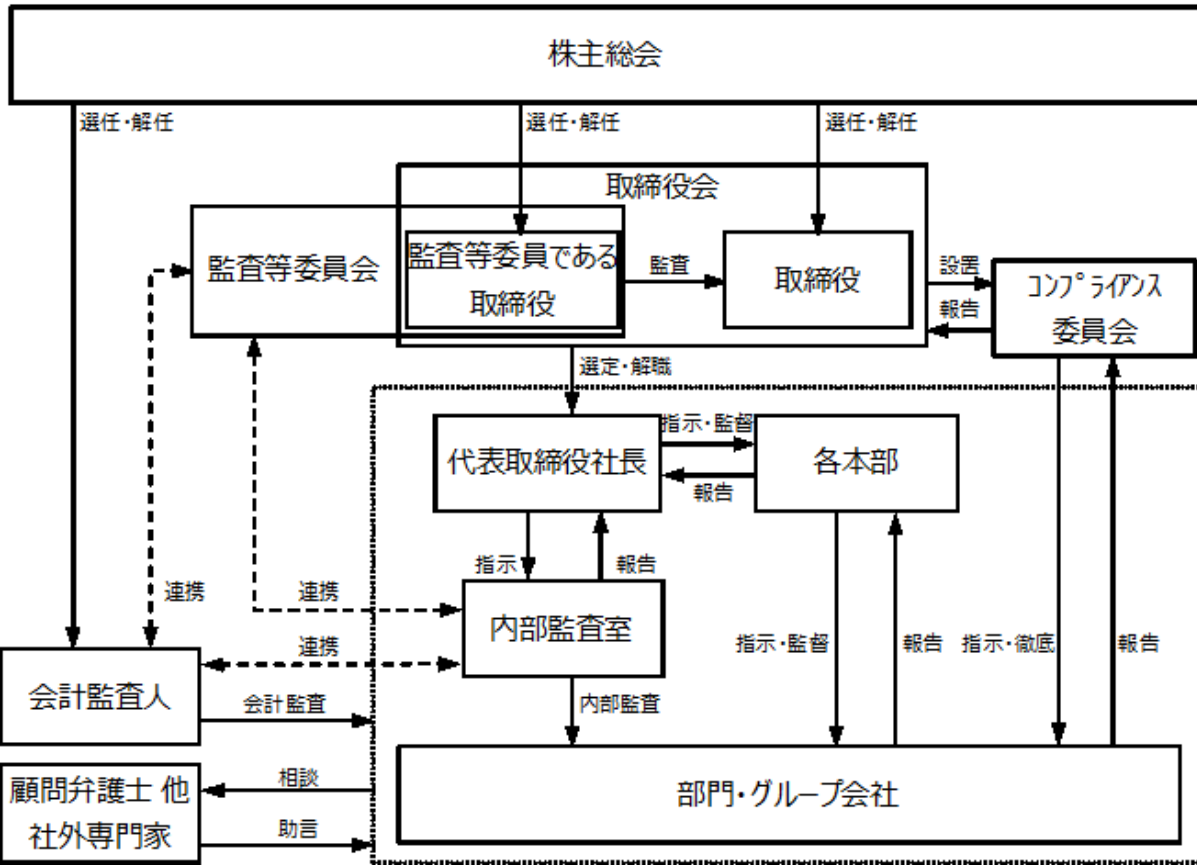 株主総会
選任・解任
選任・解任
選任・解任
取締役会
監査等委員会
監査等委員である
取締役
監査
取締役
設置
報告
コンプライアンス
委員会
選定・解職
代表取締役社長
指示・監督
報告
各本部
指示
報告
連携
連携
内部監査室
連携
指示・監督
報告
指示・徹底
報告
会計監査人
会計監査
内部監査
部門・グループ会社
顧問弁護士 他
社外専門家
相談
助言